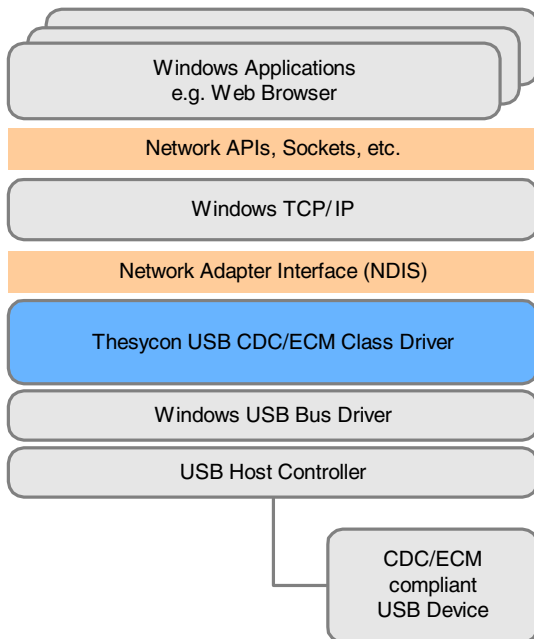 Windows Applications
e.g. Web Browser
Network APIs, Sockets, etc.
Windows TCP/IP
Network Adapter Interface (NDIS)
Thesycon USB CDC/ECM Class Driver
Windows USB Bus Driver
USB Host Controller
CDC/ECM
compliant
USB Device